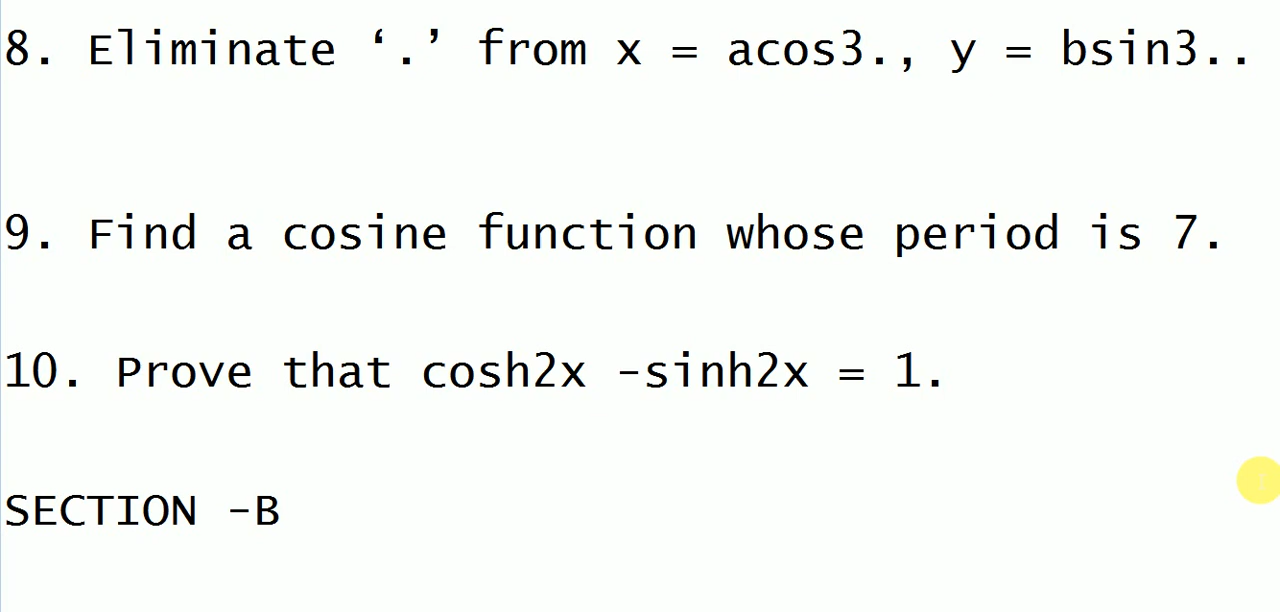 8. Eliminate ‘.’ from x = acos3., y = bsin3..
9. Find a cosine function whose period is 7.
10. Prove that cosh2x -sinh2x = 1.
SECTION -B